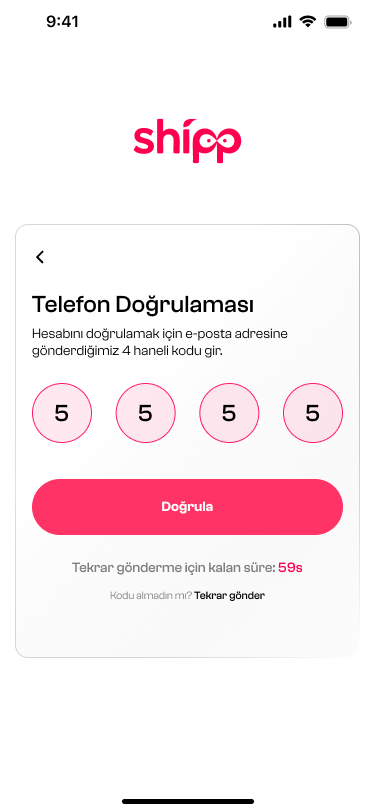 9:41
shipp
Telefon Doğrulaması
Hesabını doğrulamak için e-posta adresine
gönderdiğimiz 4 haneli kodu gir.
5 5 5 5
Doğrula
Tekrar gönderme için kalan süre: 59s
Kodu almadın mı? Tekrar gönder